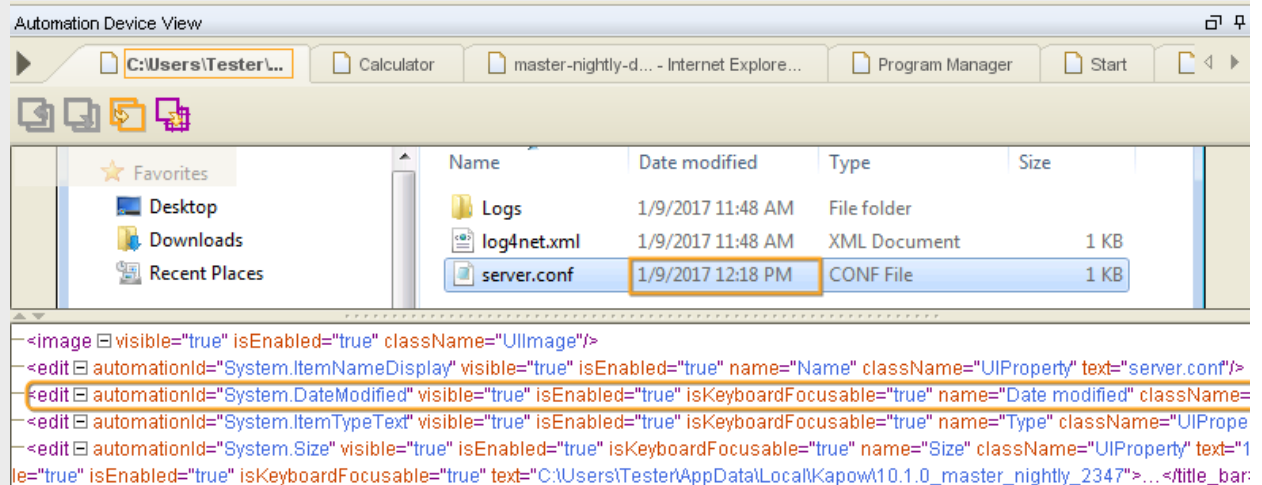 Automation Device View
C:\Users\Tester\... Calculator master-nightly-d... - Internet Explore... Program Manager Start
Favorites Name Date modified Type Size
Desktop Logs 1/9/2017 11:48 AM File folder
Downloads log4net.xml 1/9/2017 11:48 AM XML Document 1 KB
Recent Places server.conf 1/9/2017 12:18 PM CONF File 1 KB
<image visible="true" isEnabled="true" className="UIImage"/>
<edit automationId="System.ItemNameDisplay" visible="true" isEnabled="true" name="Name" className="UIProperty" text="server.conf"/>
<edit automationId="System.DateModified" visible="true" isEnabled="true" isKeyboardFocusable="true" name="Date modified" className=
<edit automationId="System.ItemTypeText" visible="true" isEnabled="true" isKeyboardFocusable="true" name="Type" className="UIPrope
<edit automationId="System.Size" visible="true" isEnabled="true" isKeyboardFocusable="true" name="Size" className="UIProperty" text="1
le="true" isEnabled="true" isKeyboardFocusable="true" text="C:\Users\Tester\AppData\Local\Kapow\10.1.0_master_nightly_2347">...</title_bar>